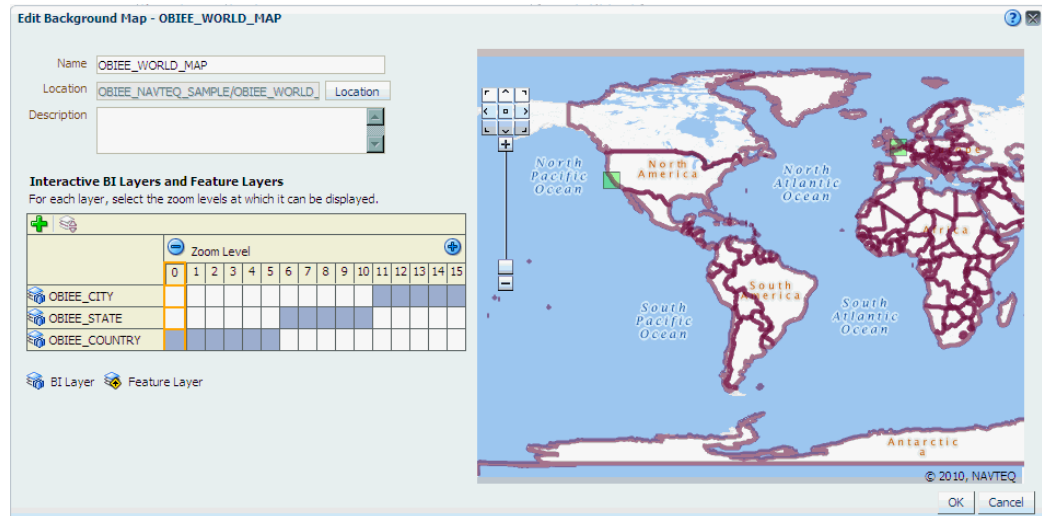 Edit Background Map - OBIEE_WORLD_MAP
Name OBIEE_WORLD_MAP
Location OBIEE_NAVTEQ_SAMPLE/OBIEE_WORLD_ Location
Description
Interactive BI Layers and Feature Layers
For each layer, select the zoom levels at which it can be displayed.
Zoom Level
0 1 2 3 4 5 6 7 8 9 10 11 12 13 14 15
OBIEE_CITY
OBIEE_STATE
OBIEE_COUNTRY
BI Layer Feature Layer
North
Pacific
Ocean
North
America
North
Atlantic
Ocean
Africa
South
America
South
Pacific
Ocean
South
Atlantic
Ocean
Antarctic
a
© 2010, NAVTEQ
OK Cancel